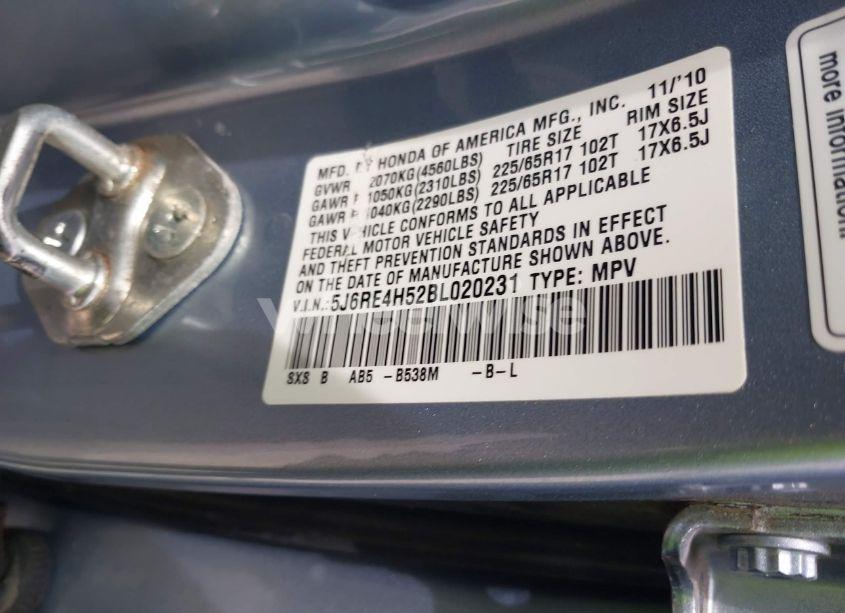 MFD. BY HONDA OF AMERICA MFG., INC. 11/'10
GVWR 2070KG(4560LBS) TIRE SIZE RIM SIZE
GAWR F 1050KG(2310LBS) 225/65R17 102T 17X6.5J
GAWR 1040KG(2290LBS) 225/65R17 102T 17X6.5J
THIS VEHICLE CONFORMS TO ALL APPLICABLE
FEDERAL MOTOR VEHICLE SAFETY
AND THEFT PREVENTION STANDARDS IN EFFECT
ON THE DATE OF MANUFACTURE SHOWN ABOVE.
V.I.N.: 5J6RE4H52BL020231 TYPE: MPV
SXS B AB5 -B538M -B-L
more information.